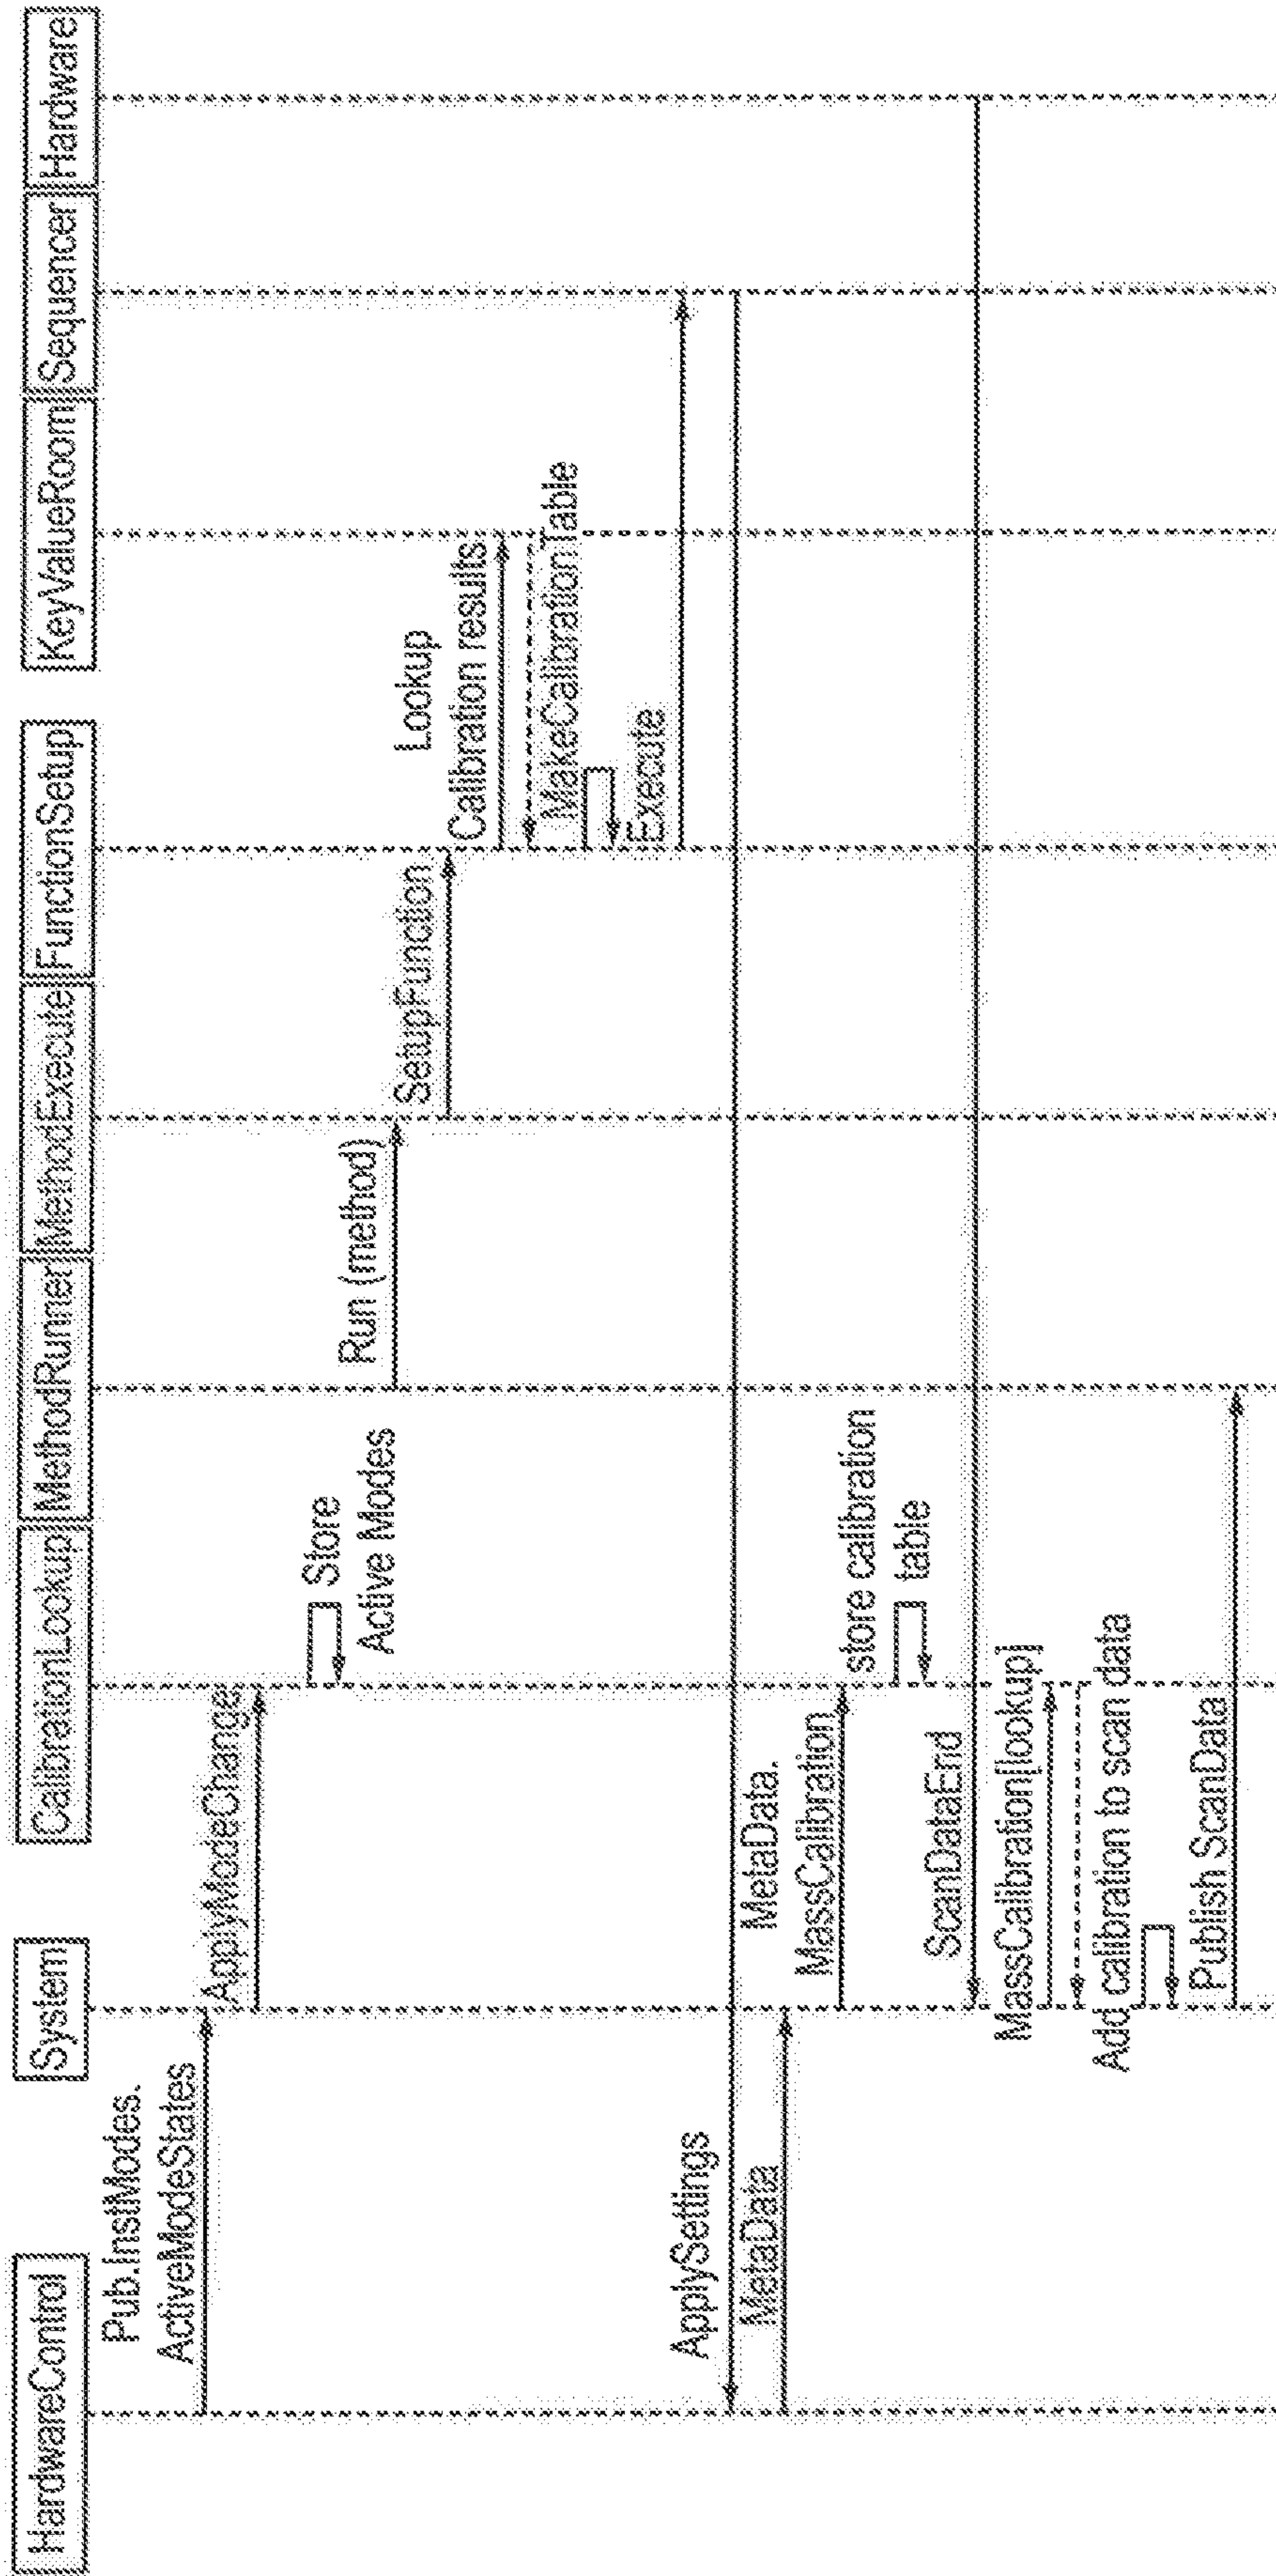 HardwareControl
System
CalibrationLookup
MethodRunner
MethodExecute
FunctionSetup
KeyValueRoom
Sequencer
Hardware
Pub.InstModes.
ActiveModeStates
ApplyModeChange
Store
Active Modes
Run (method)
SetupFunction
Lookup
Calibration results
MakeCalibrationTable
Execute
ApplySettings
MetaData
MetaData.
MassCalibration
store calibration
table
ScanDataEnd
MassCalibration[lookup]
Add calibration to scan data
Publish ScanData